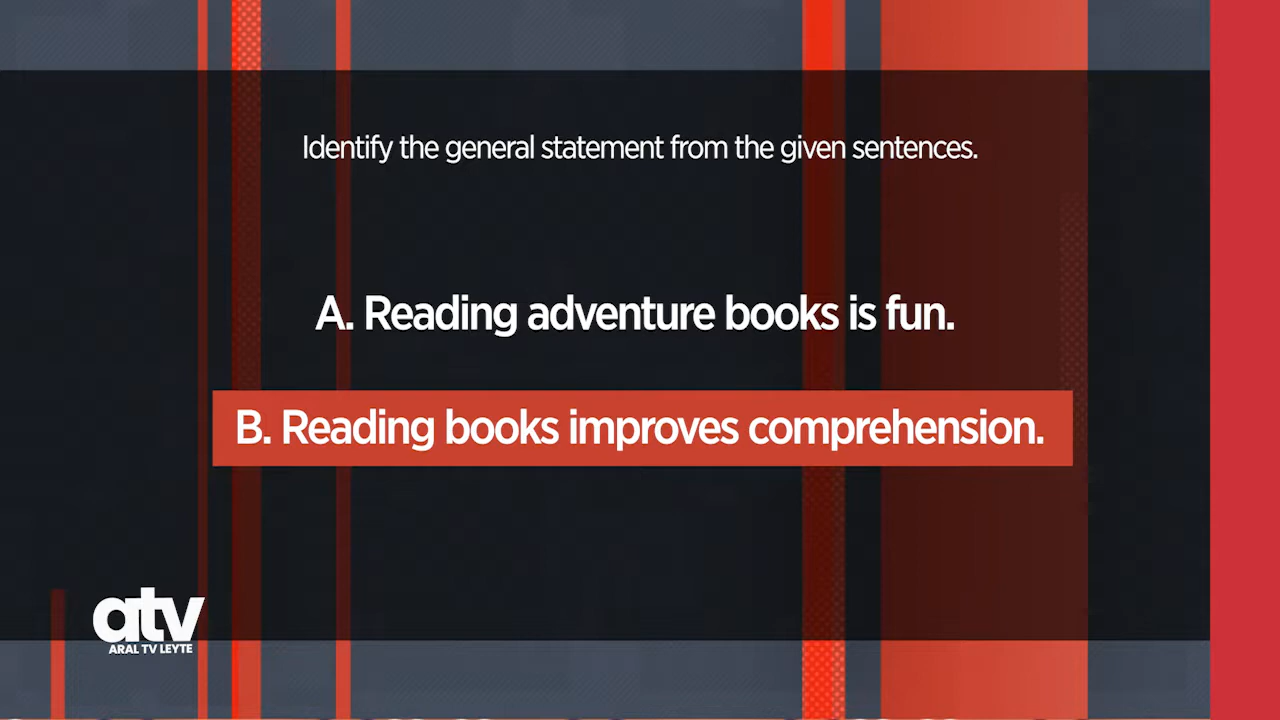 Identify the general statement from the given sentences.
A. Reading adventure books is fun.
B. Reading books improves comprehension.
atv
ARAL TV LEYTE